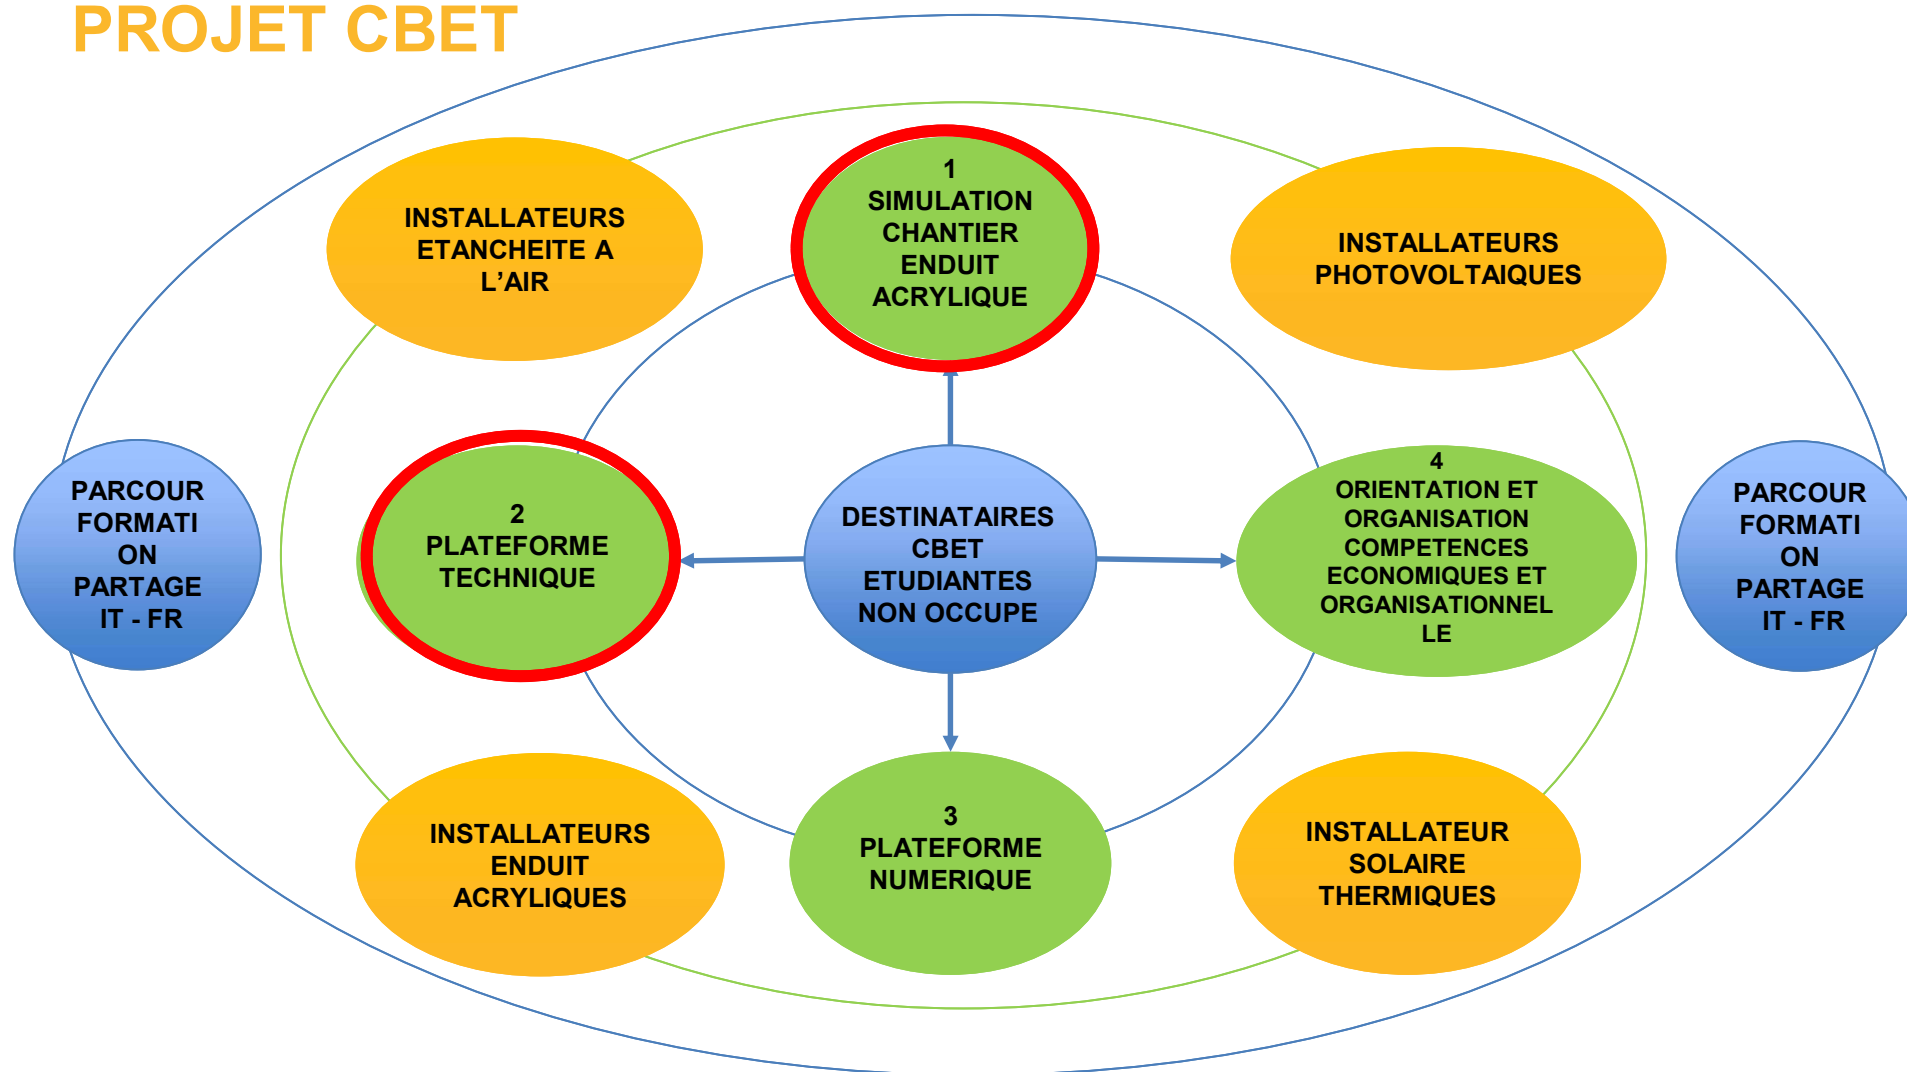 PROJET CBET
INSTALLATEURS
ETANCHEITE A
L'AIR
1
SIMULATION
CHANTIER
ENDUIT
ACRYLIQUE
INSTALLATEURS
PHOTOVOLTAIQUES
PARCOUR
FORMATI
ON
PARTAGE
IT - FR
2
PLATEFORME
TECHNIQUE
DESTINATAIRES
CBET
ETUDIANTES
NON OCCUPE
4
ORIENTATION ET
ORGANISATION
COMPETENCES
ECONOMIQUES ET
ORGANISATIONNEL
LE
PARCOUR
FORMATI
ON
PARTAGE
IT - FR
INSTALLATEURS
ENDUIT
ACRYLIQUES
3
PLATEFORME
NUMERIQUE
INSTALLATEUR
SOLAIRE
THERMIQUES